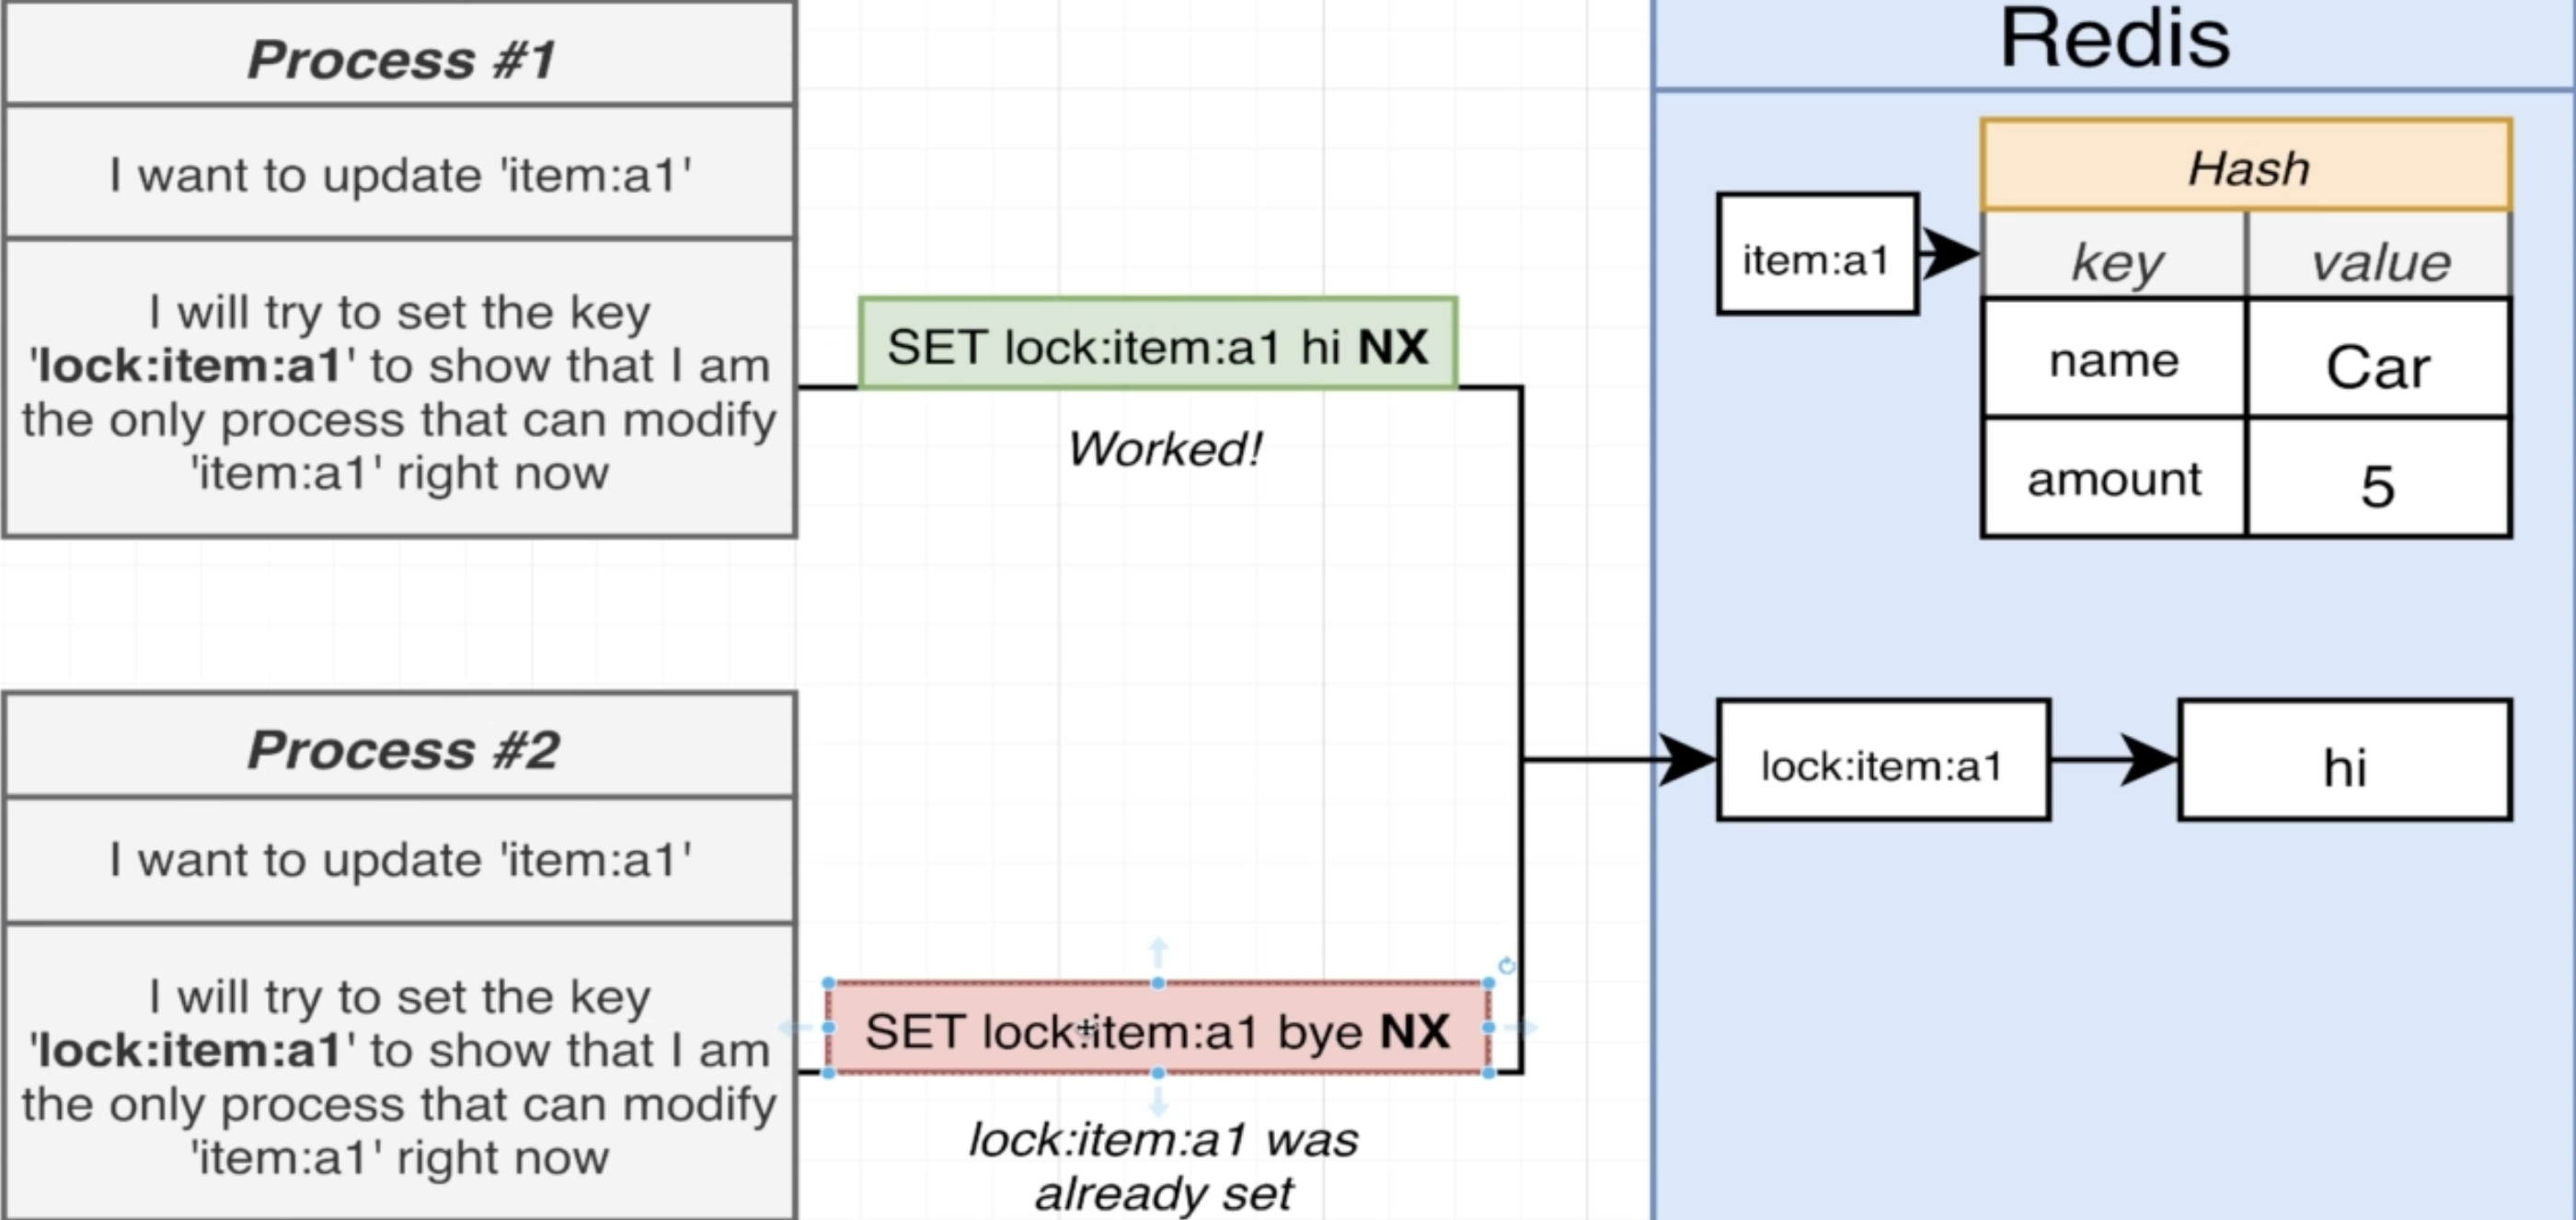 Process #1
I want to update 'item:a1'
I will try to set the key
'lock:item:a1' to show that I am
the only process that can modify
'item:a1' right now
SET lock:item:a1 hi NX
Worked!
Process #2
I want to update 'item:a1'
I will try to set the key
'lock:item:a1' to show that I am
the only process that can modify
'item:a1' right now
SET lock:item:a1 bye NX
lock:item:a1 was
already set
Redis
item:a1
Hash
key value
name Car
amount 5
lock:item:a1
hi